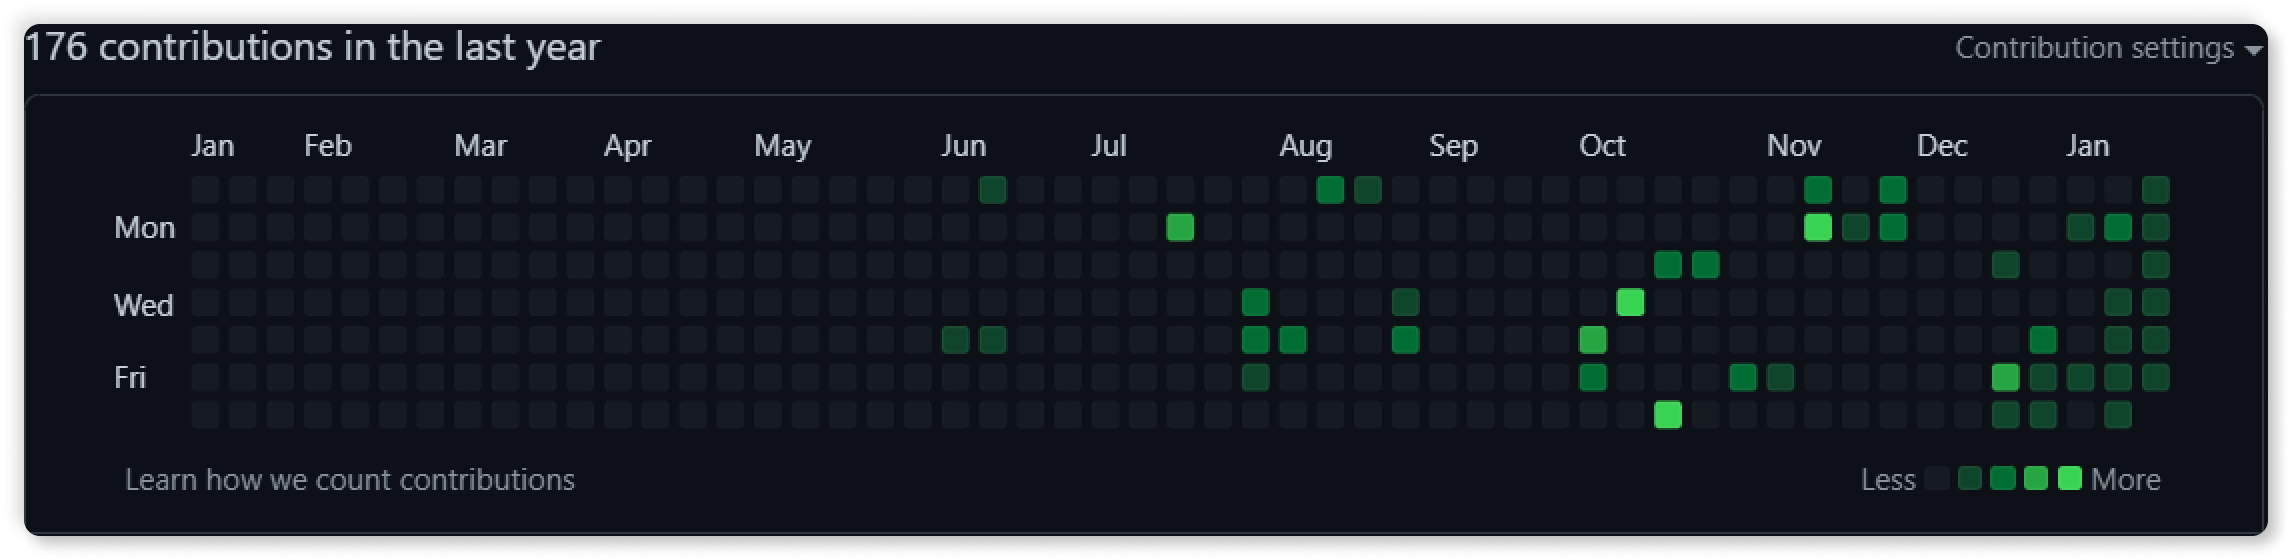 176 contributions in the last year
Contribution settings
Jan Feb Mar Apr May Jun Jul Aug Sep Oct Nov Dec Jan
Mon
Wed
Fri
Learn how we count contributions
Less More